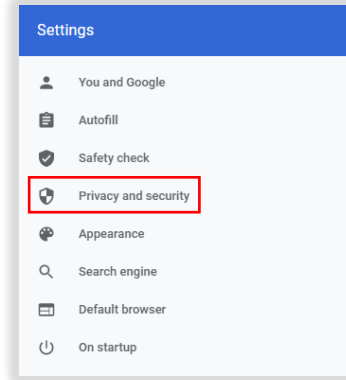 Settings
You and Google
Autofill
Safety check
Privacy and security
Appearance
Search engine
Default browser
On startup